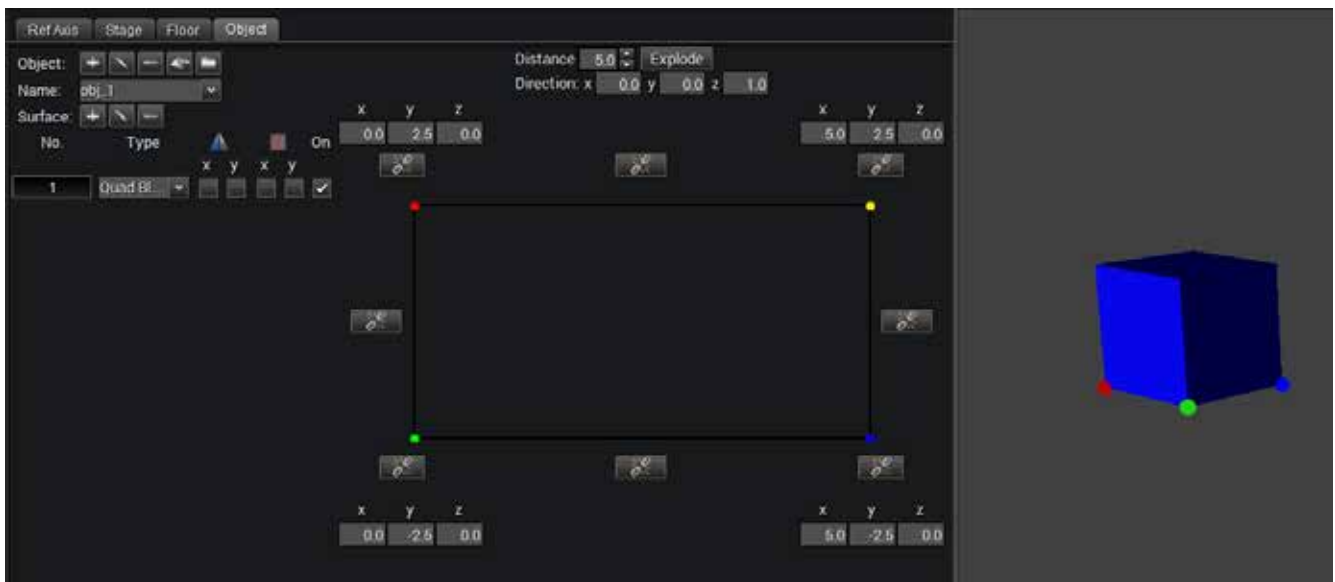 Ref Axis Stage Floor Object
Object:
Distance 5.0 Explode
Name: obj_1
Direction: x 0.0 y 0.0 z 1.0
Surface:
x y z x y z
No. Type On
0.0 2.5 0.0 5.0 2.5 0.0
x y x y
1 Quad Bl...
x y z x y z
0.0 -2.5 0.0 5.0 -2.5 0.0